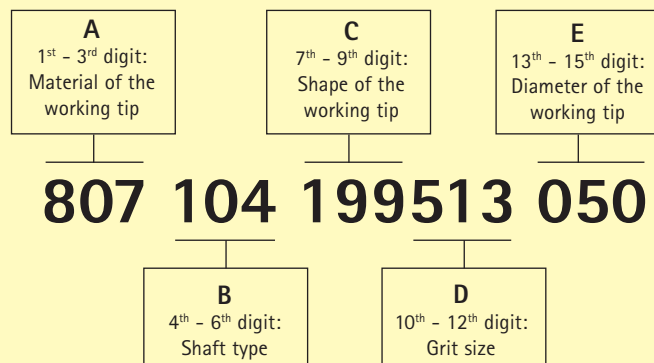 A
1st - 3rd digit:
Material of the
working tip
C
7th - 9th digit:
Shape of the
working tip
E
13th - 15th digit:
Diameter of the
working tip
807 104 199513 050
B
4th - 6th digit:
Shaft type
D
10th - 12th digit:
Grit size